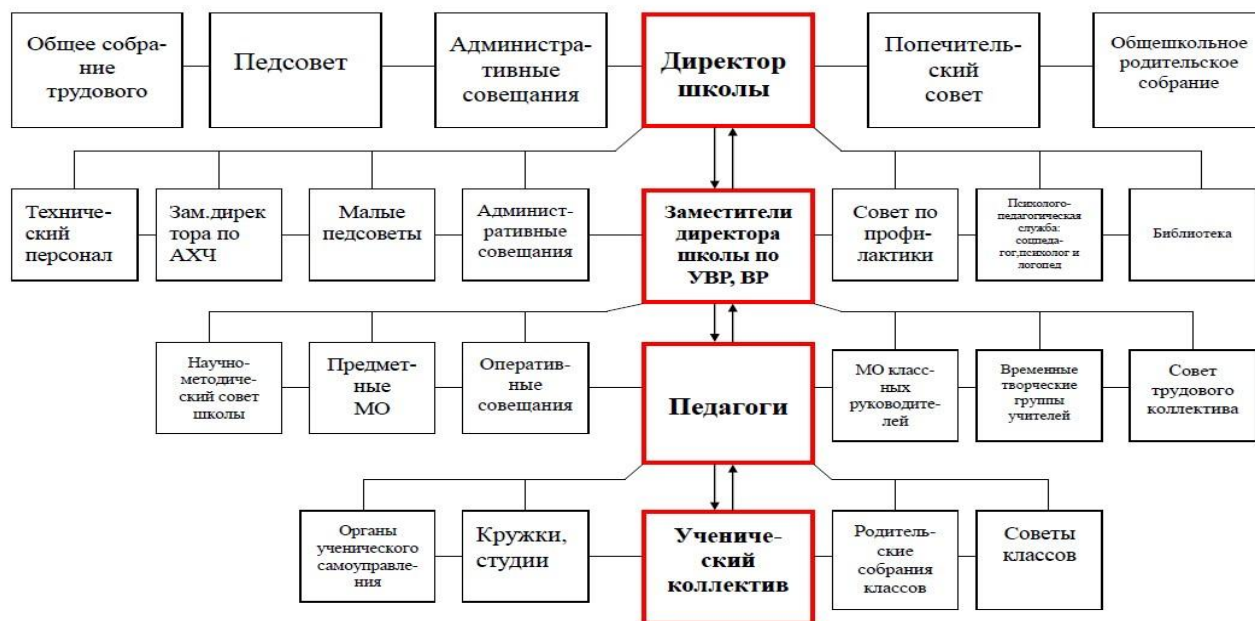 Общее собра-
ние
трудового
Педсовет
Администра-
тивные
совещания
Директор
школы
Попечитель-
ский
совет
Общешкольное
родительское
собрание
Техниче-
ский
персонал
Зам.дирек
тора по
АХЧ
Малые
педсоветы
Админист-
ративные
совещания
Заместители
директора
школы по
УВР, ВР
Совет по
профи-
лактики
Психолого-
педагогическая
служба:
соцпеда-
гог,психолог и
логопед
Библиотека
Научно-
методиче-
ский совет
школы
Предмет-
ные
МО
Оператив-
ные
совещания
Педагоги
МО класс-
ных
руководите-
лей
Временные
творческие
группы
учителей
Совет
трудового
коллектива
Органы
ученического
самоуправле-
ния
Кружки,
студии
Учениче-
ский
коллектив
Родитель-
ские
собрания
классов
Советы
классов